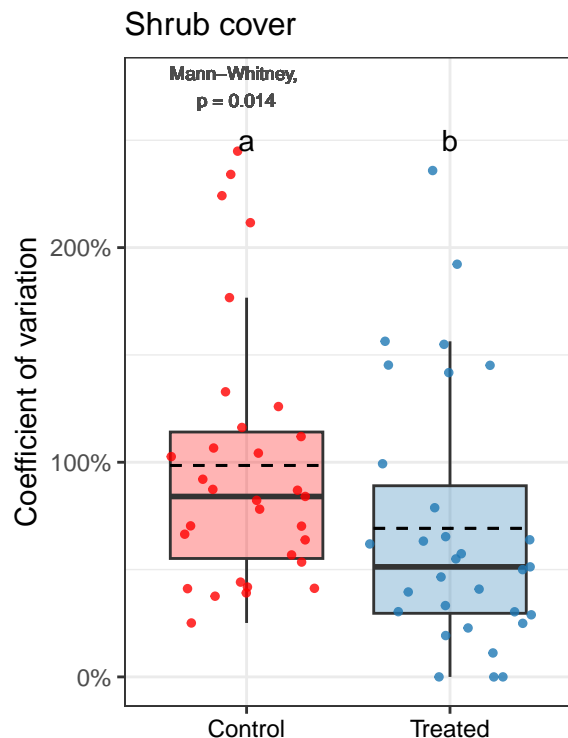 Shrub cover
Mann–Whitney,
p = 0.014
a
b
Coefficient of variation
200%
100%
0%
Control
Treated